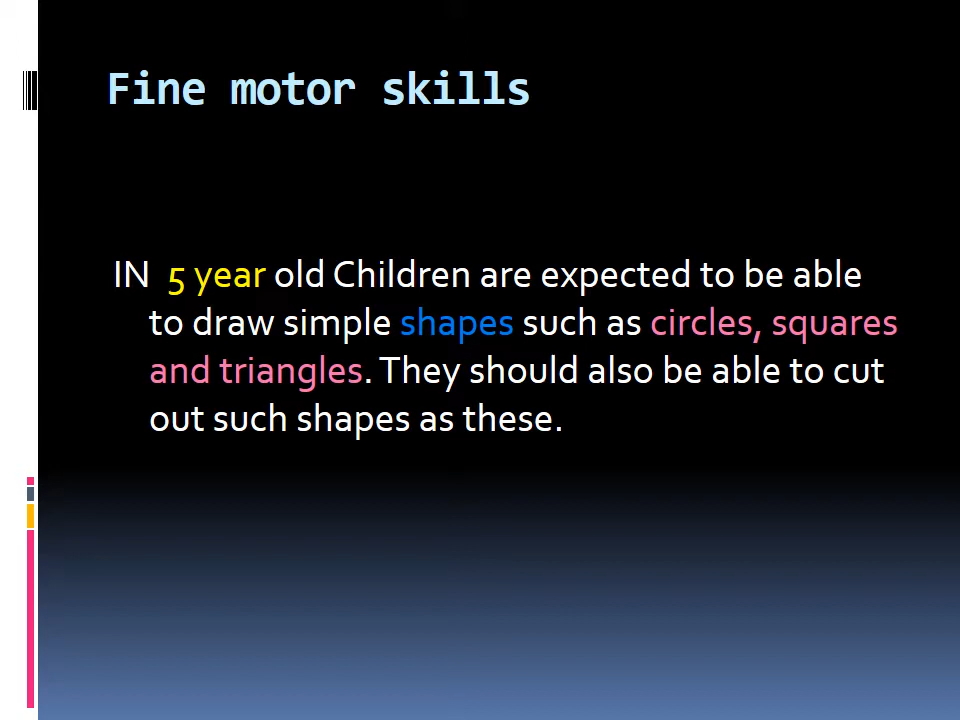 Fine motor skills
IN 5 year old Children are expected to be able
to draw simple shapes such as circles, squares
and triangles. They should also be able to cut
out such shapes as these.